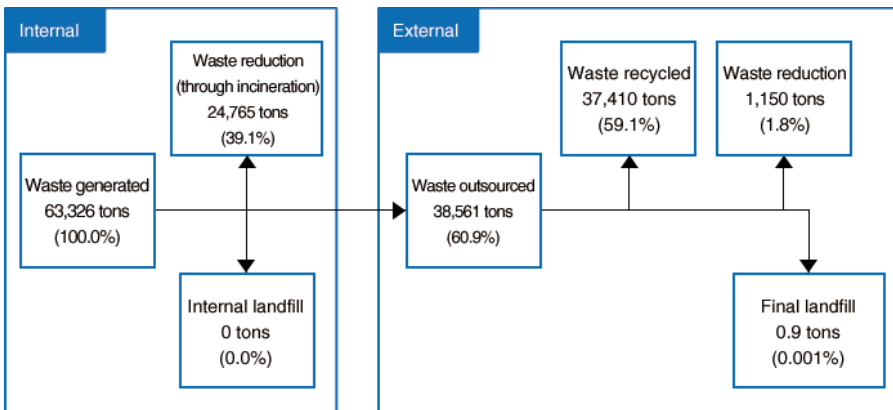 Internal
Waste reduction
(through incineration)
24,765 tons
(39.1%)
Waste generated
63,326 tons
(100.0%)
Internal landfill
0 tons
(0.0%)
External
Waste recycled
37,410 tons
(59.1%)
Waste reduction
1,150 tons
(1.8%)
Waste outsourced
38,561 tons
(60.9%)
Final landfill
0.9 tons
(0.001%)